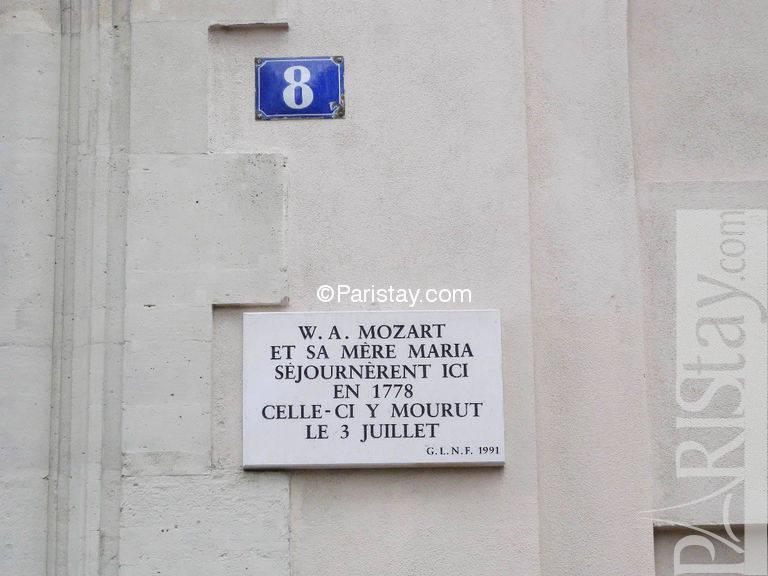 8
©Paristay.com
W. A. MOZART
ET SA MÈRE MARIA
SÉJOURNÈRENT ICI
EN 1778
CELLE-CI Y MOURUT
LE 3 JUILLET
G. L. N. F. 1991
PARIStay.com